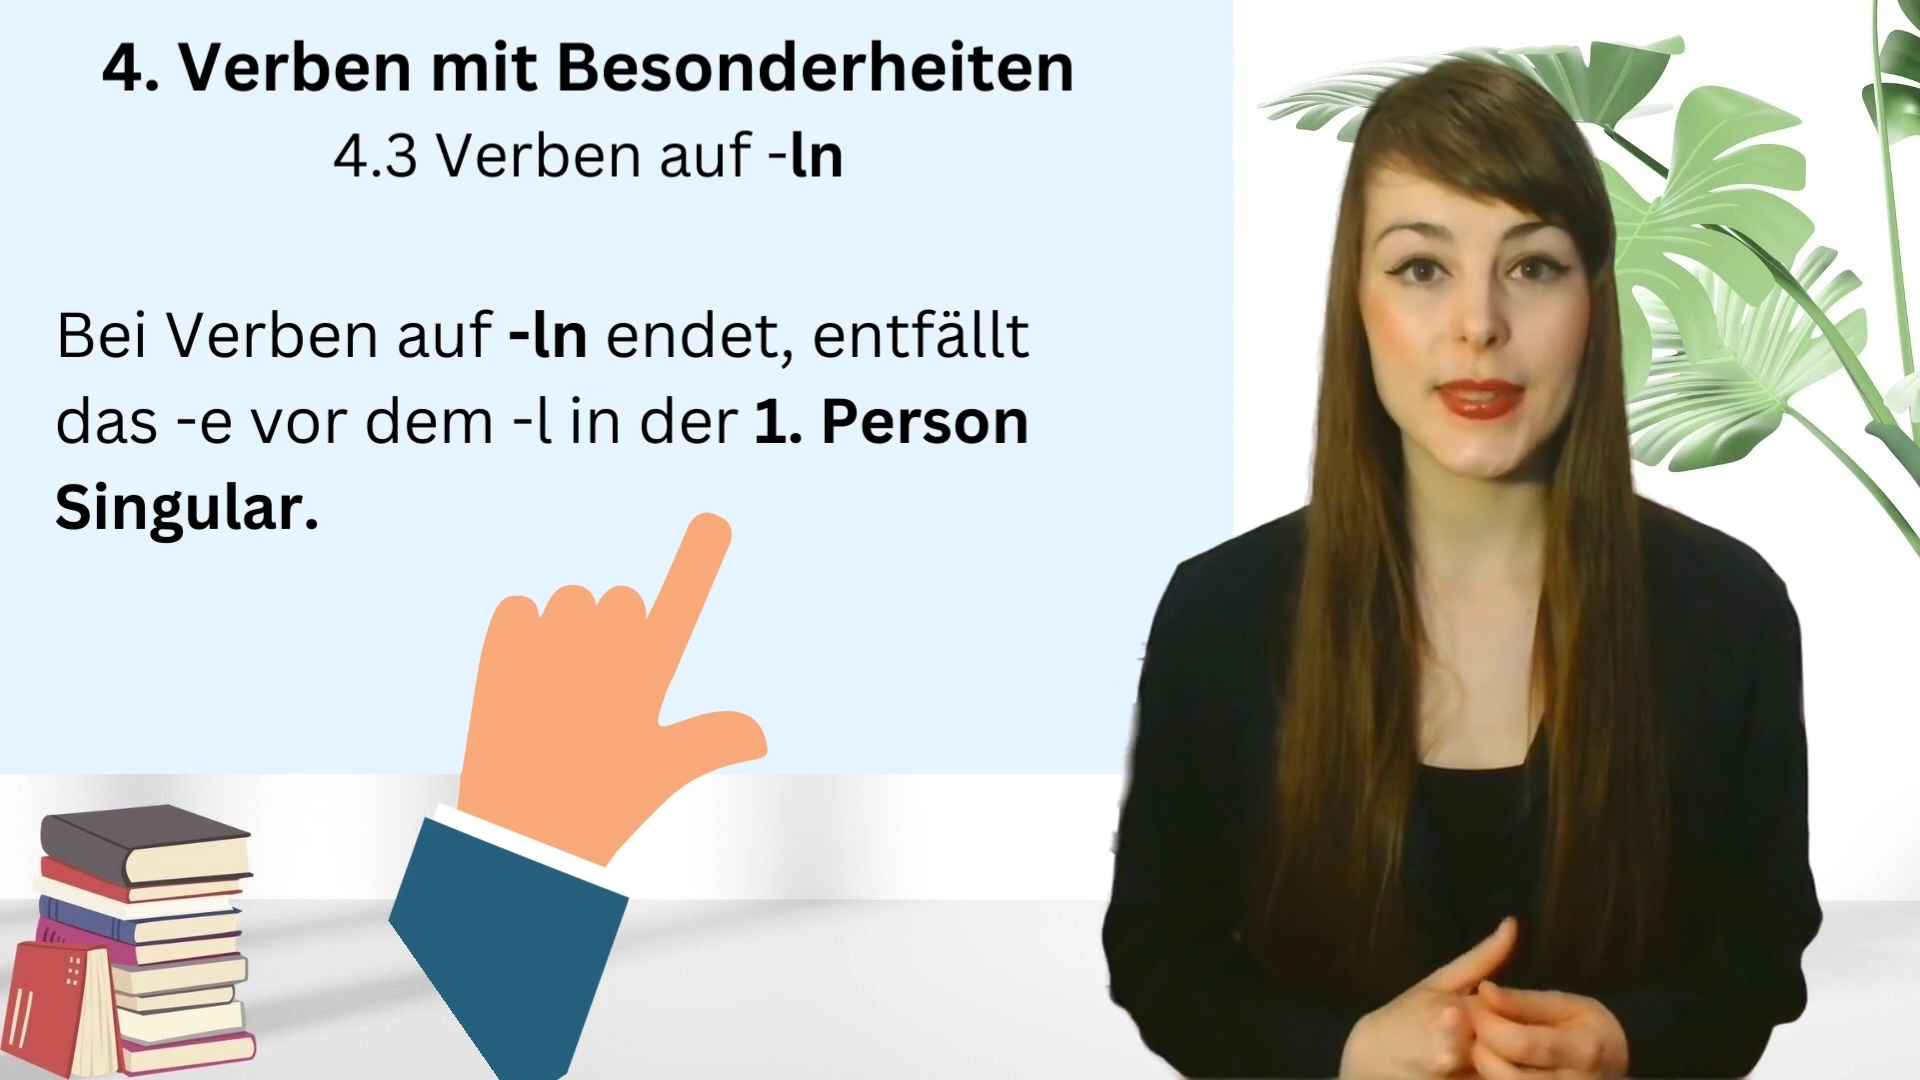 4. Verben mit Besonderheiten
4.3 Verben auf -ln
Bei Verben auf -ln endet, entfällt
das -e vor dem -l in der 1. Person
Singular.